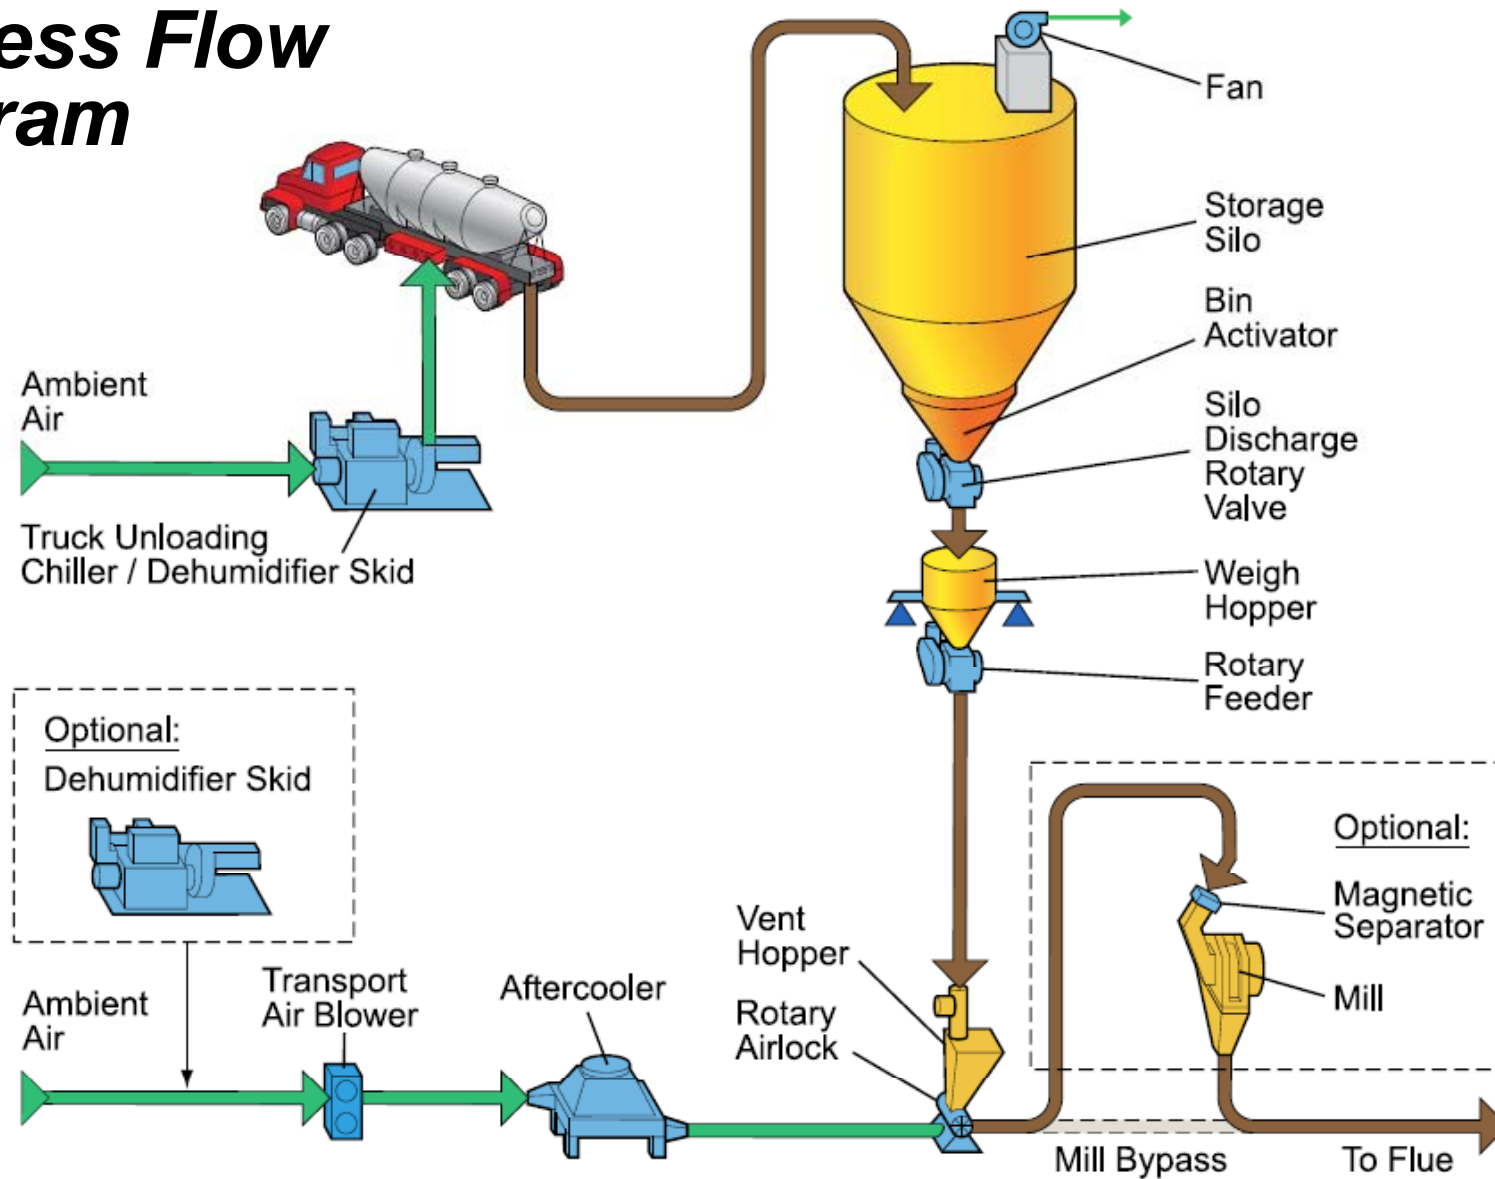 ess Flow
ram
Fan
Storage
Silo
Bin
Activator
Silo
Discharge
Rotary
Valve
Ambient
Air
Truck Unloading
Chiller / Dehumidifier Skid
Weigh
Hopper
Rotary
Feeder
Optional:
Dehumidifier Skid
Optional:
Magnetic
Separator
Mill
Vent
Hopper
Rotary
Airlock
Transport
Air Blower
Aftercooler
Ambient
Air
Mill Bypass
To Flue